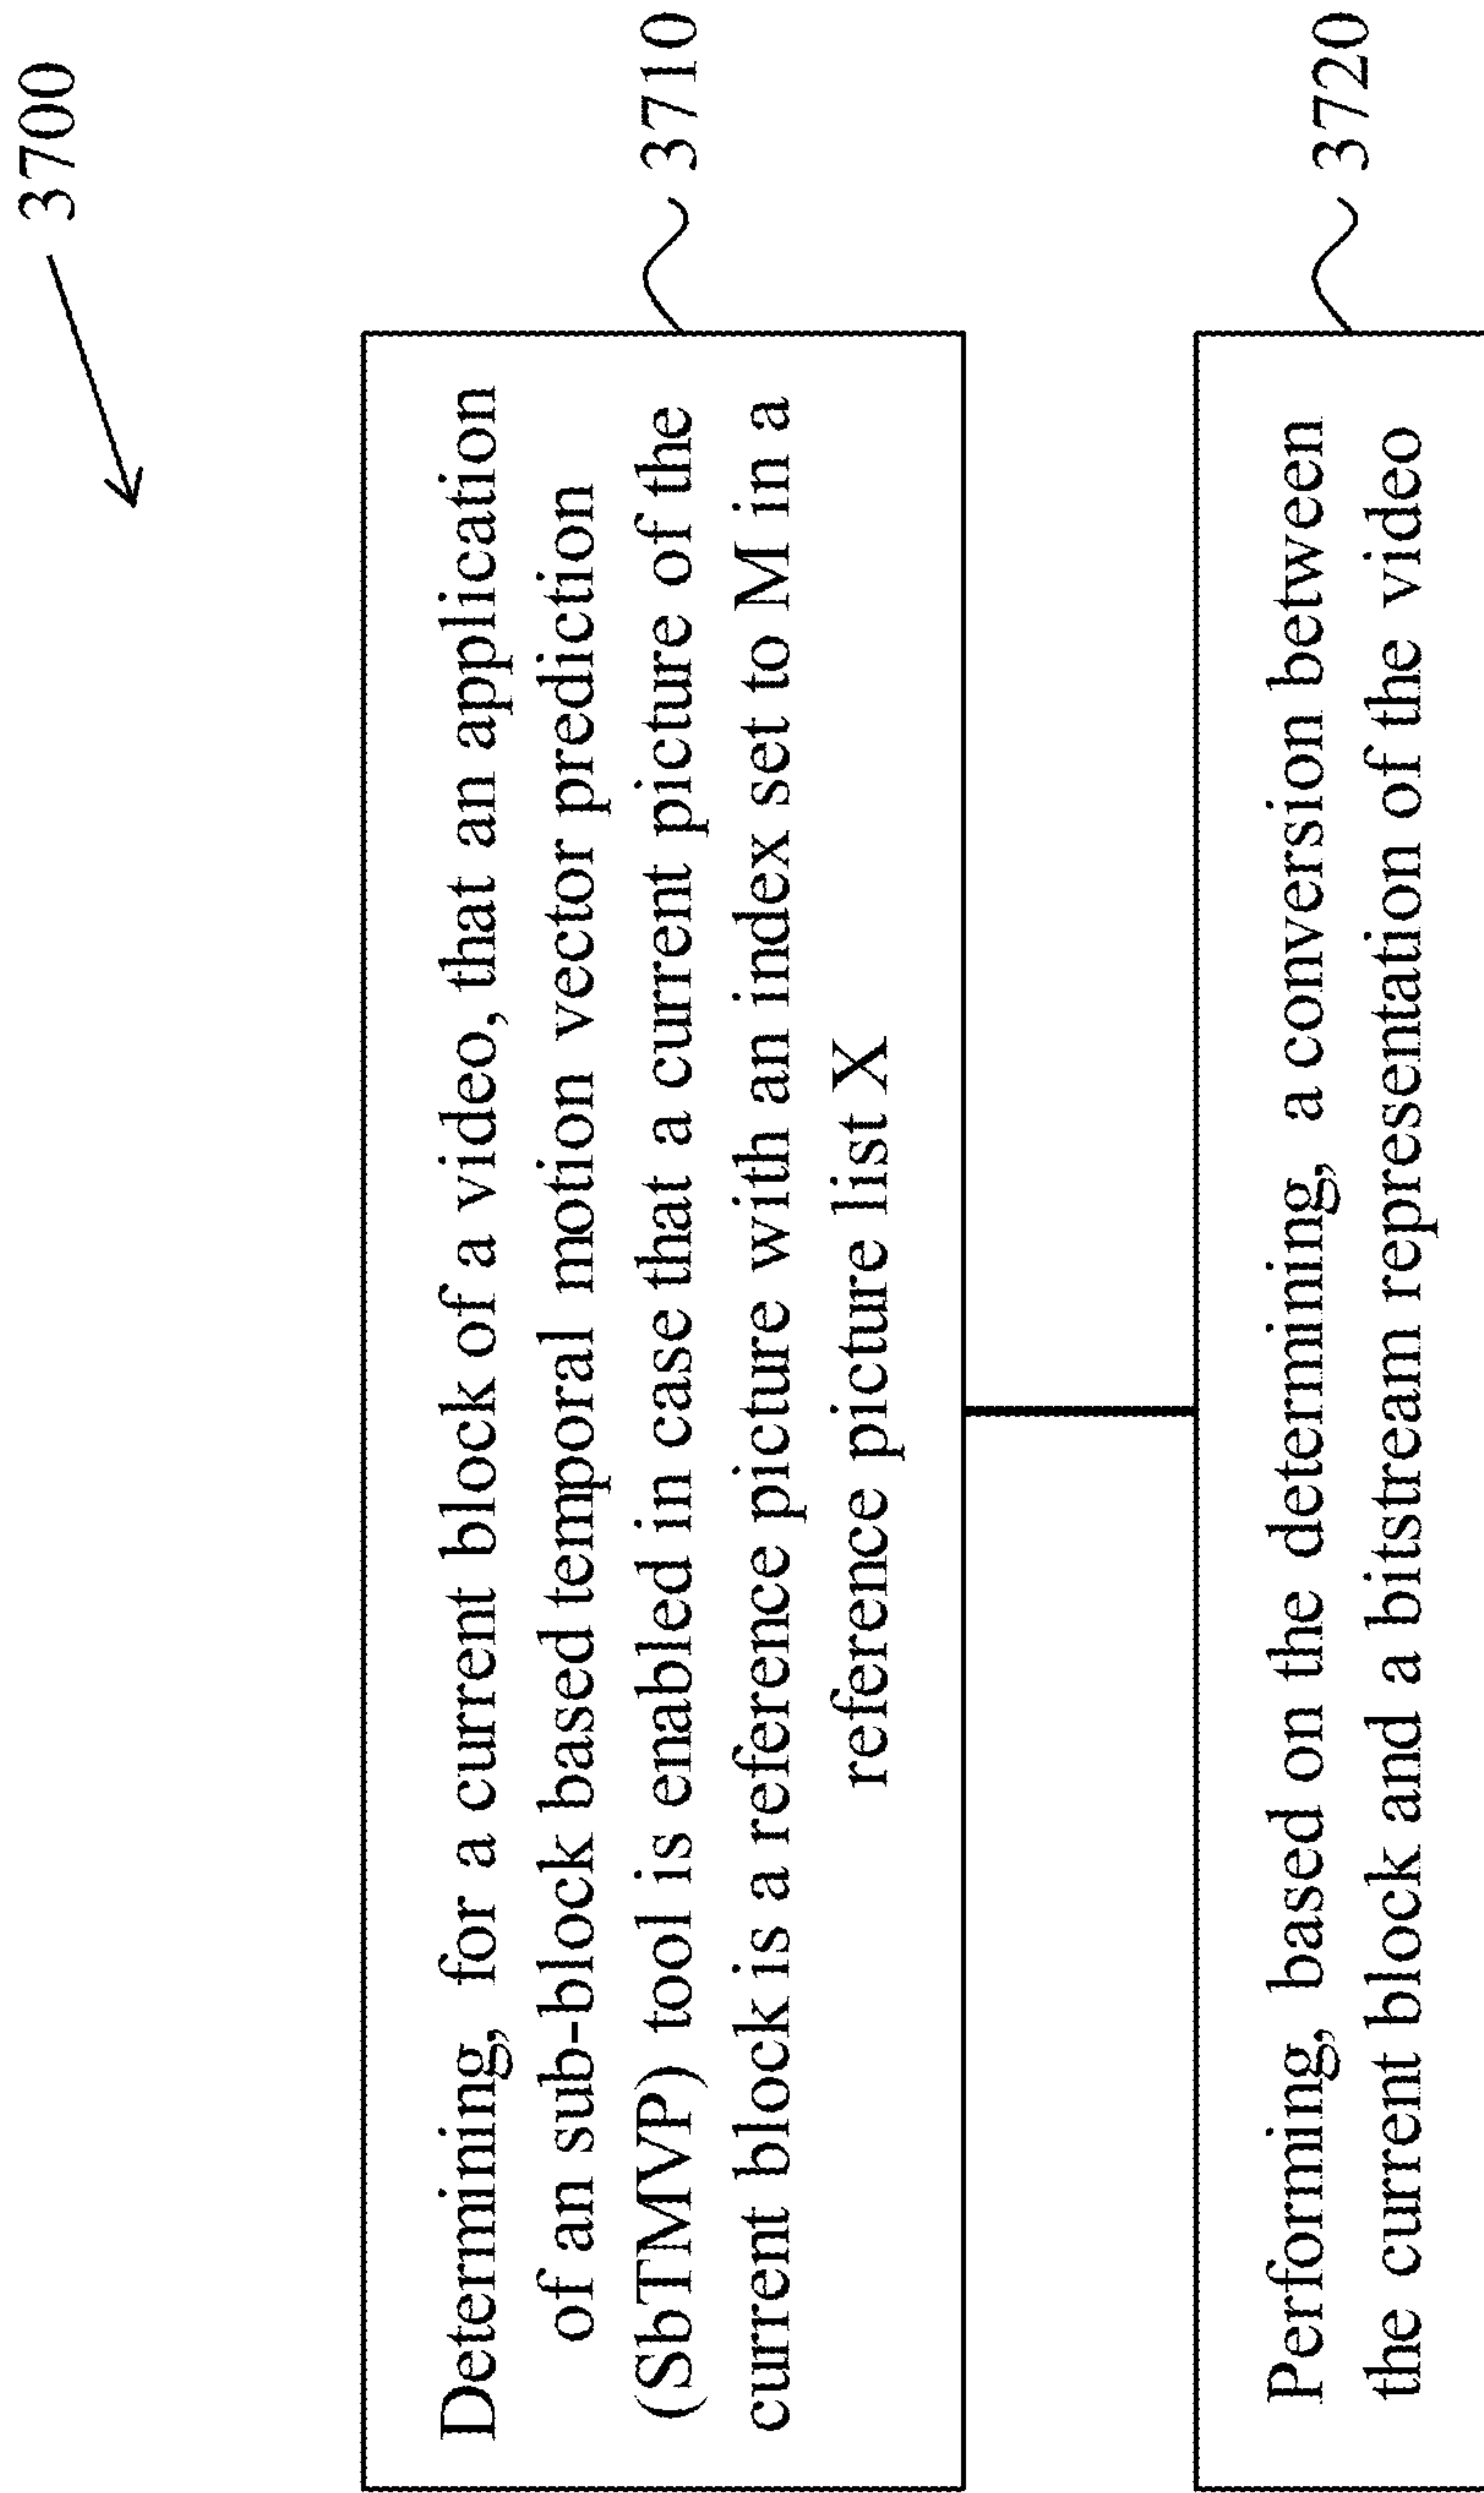 3700
Determining, for a current block of a video, that an application
of an sub-block based temporal motion vector prediction
(SbTMVP) tool is enabled in case that a current picture of the
current block is a reference picture with an index set to M in a
reference picture list X
3710
Performing, based on the determining, a conversion between
the current block and a bitstream representation of the video
3720